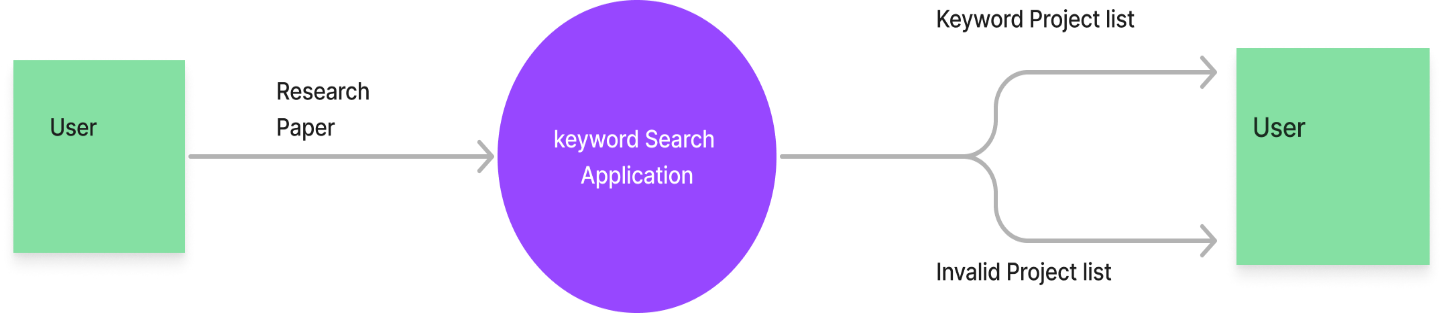 User
Research
Paper
keyword Search
Application
Keyword Project list
Invalid Project list
User